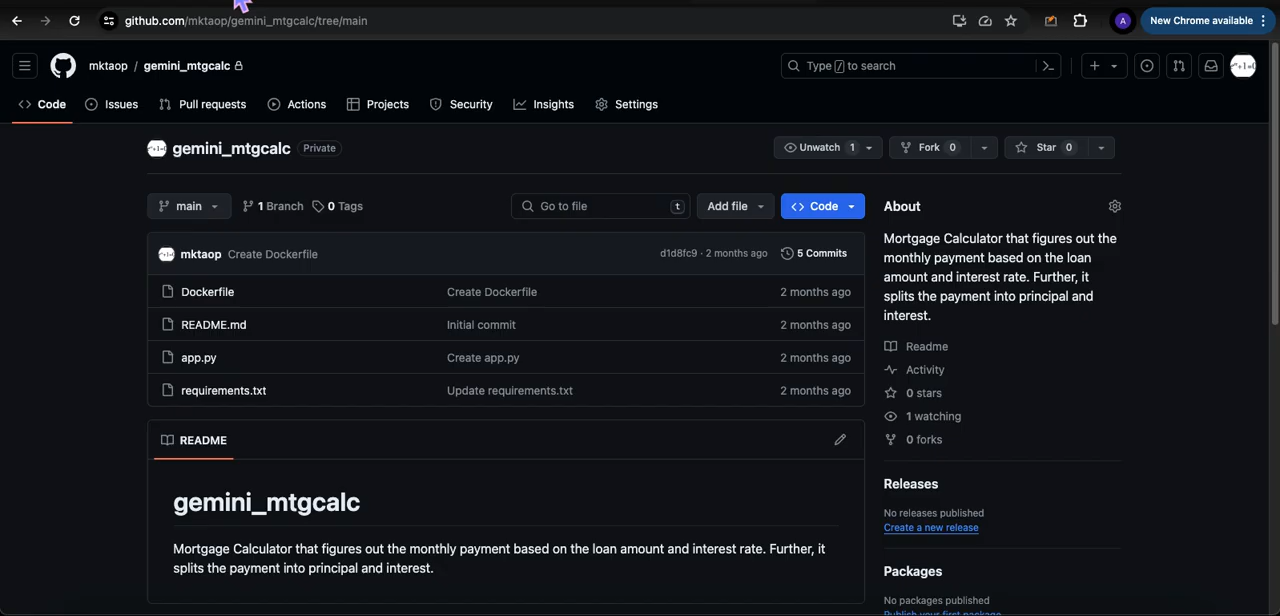 github.com/mktaop/gemini_mtgcalc/tree/main
A
New Chrome available
mktaop / gemini_mtgcalc
Type / to search
Code
Issues
Pull requests
Actions
Projects
Security
Insights
Settings
gemini_mtgcalc Private
Unwatch 1
Fork 0
Star 0
main
1 Branch
0 Tags
Go to file t
Add file
Code
mktaop Create Dockerfile d1d8fc9 · 2 months ago 5 Commits
Dockerfile Create Dockerfile 2 months ago
README.md Initial commit 2 months ago
app.py Create app.py 2 months ago
requirements.txt Update requirements.txt 2 months ago
README
gemini_mtgcalc
Mortgage Calculator that figures out the monthly payment based on the loan amount and interest rate. Further, it
splits the payment into principal and interest.
About
Mortgage Calculator that figures out the
monthly payment based on the loan
amount and interest rate. Further, it
splits the payment into principal and
interest.
Readme
Activity
0 stars
1 watching
0 forks
Releases
No releases published
Create a new release
Packages
No packages published
Publish your first package